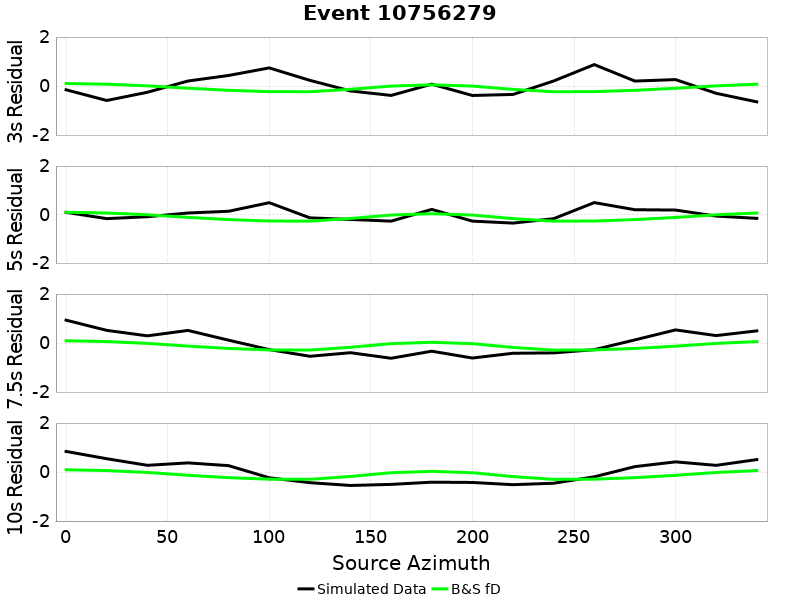 Event 10756279
3s Residual
2
0
-2
5s Residual
2
0
-2
7.5s Residual
2
0
-2
10s Residual
2
0
-2
0 50 100 150 200 250 300
Source Azimuth
Simulated Data B&S fD